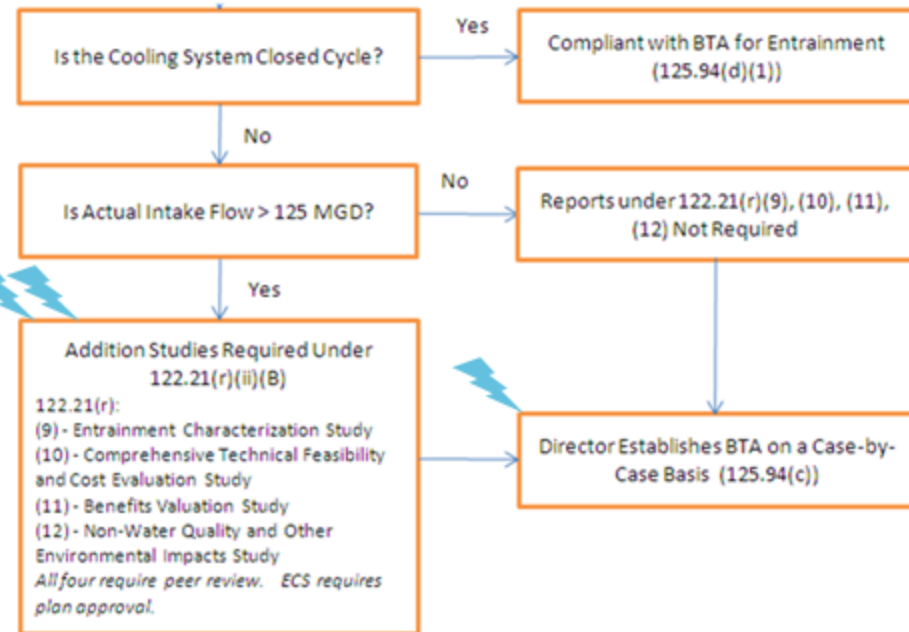 Is the Cooling System Closed Cycle?
Yes
Compliant with BTA for Entrainment
(125.94(d)(1))
No
Is Actual Intake Flow > 125 MGD?
No
Reports under 122.21(r)(9), (10), (11),
(12) Not Required
Yes
Addition Studies Required Under
122.21(r)(ii)(B)
122.21(r):
(9) - Entrainment Characterization Study
(10) - Comprehensive Technical Feasibility
and Cost Evaluation Study
(11) - Benefits Valuation Study
(12) - Non-Water Quality and Other
Environmental Impacts Study
All four require peer review. ECS requires
plan approval.
Director Establishes BTA on a Case-by-
Case Basis (125.94(c))